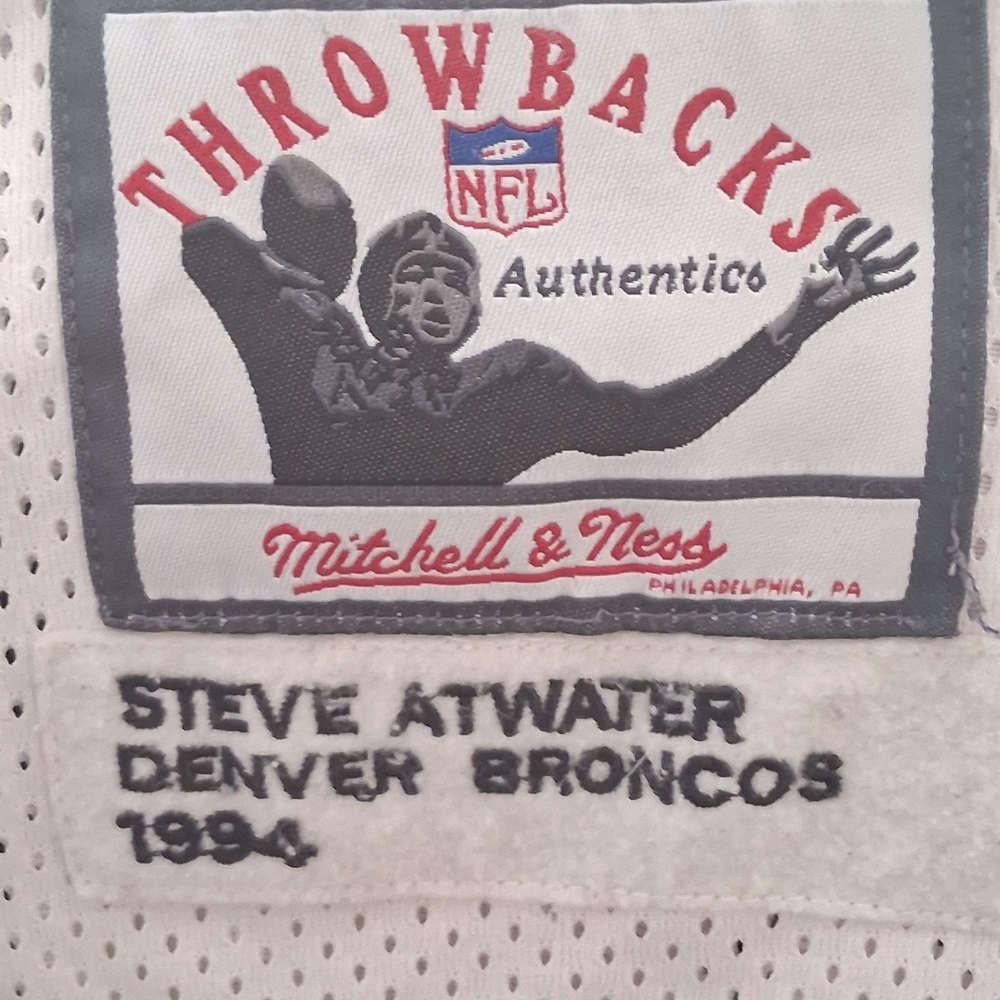 THROWBACKS
NFL
Authentics
Mitchell & Ness
PHILADELPHIA, PA
STEVE ATWATER
DENVER BRONCOS
1994